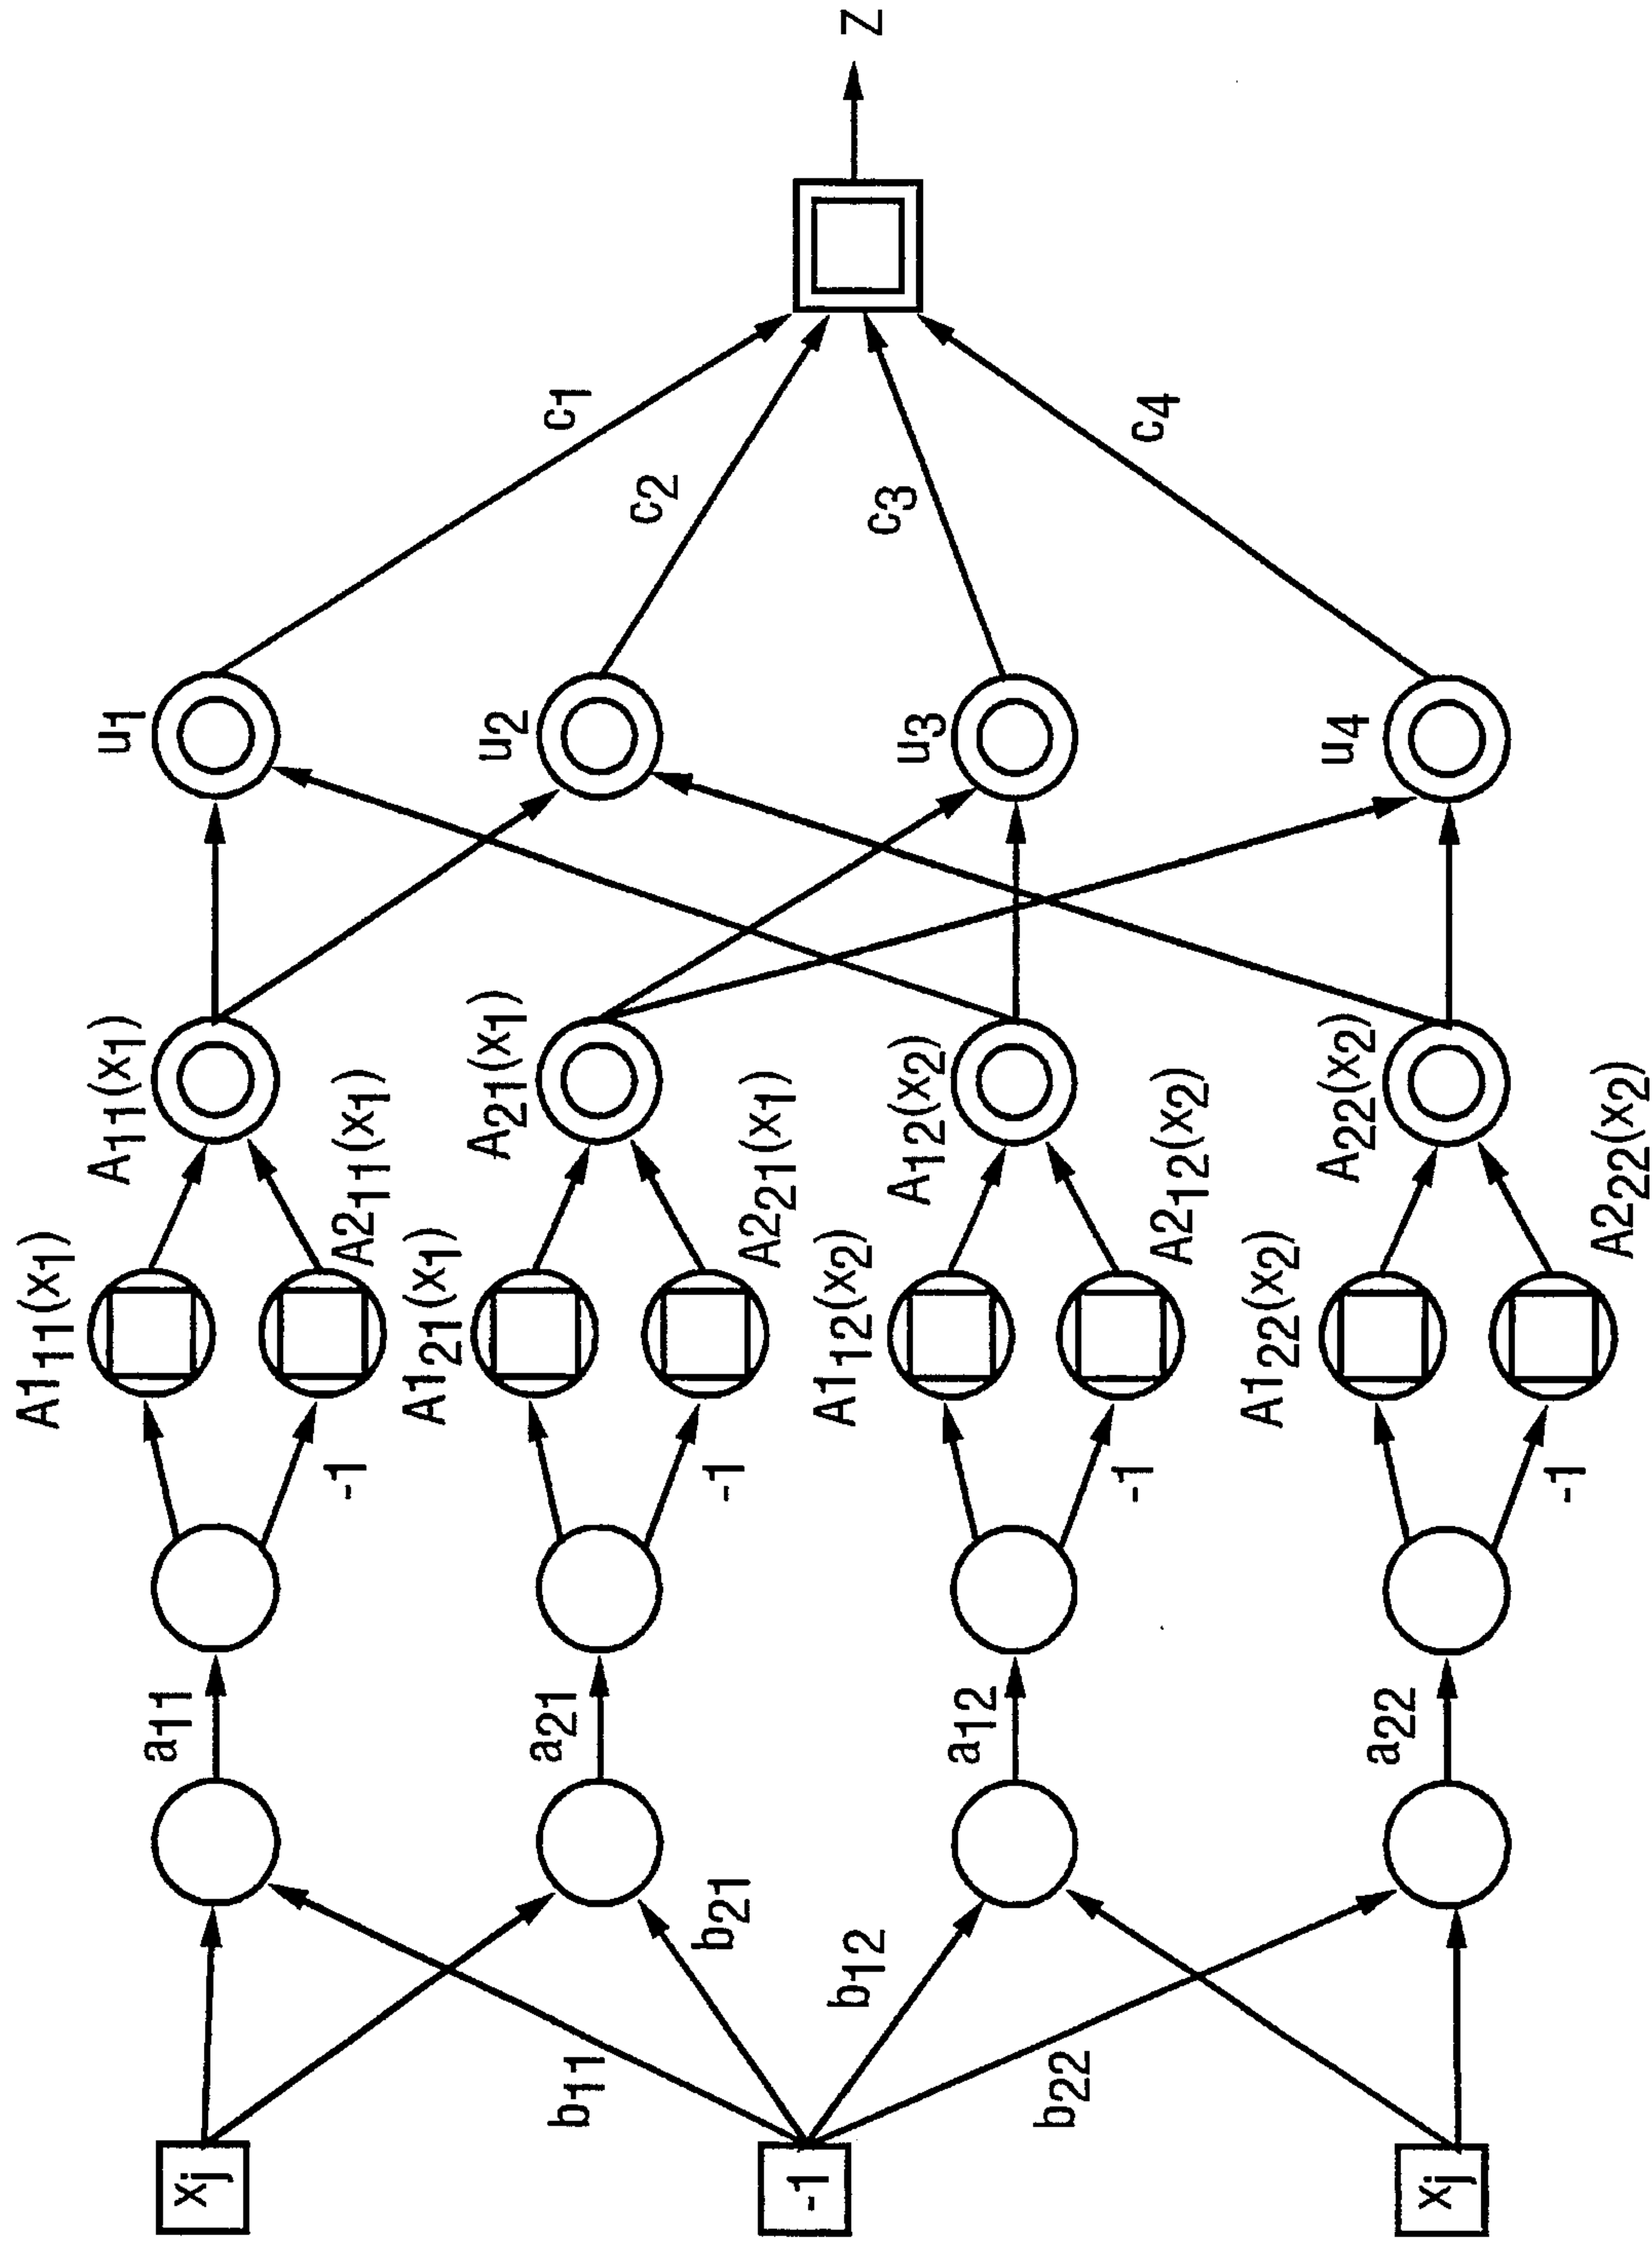 A1₁₁(x₁)
A₁₁(x₁)
u₁
c₁
a₁₁
xj
-1
A2₁₁(x₁)
b₁₁
A1₂₁(x₁)
A₂₁(x₁)
u₂
c₂
a₂₁
b₂₁
-1
A2₂₁(x₁)
-1
Z
b₁₂
A1₁₂(x₂)
A₁₂(x₂)
u₃
c₃
a₁₂
b₂₂
-1
A2₁₂(x₂)
c₄
A1₂₂(x₂)
A₂₂(x₂)
u₄
a₂₂
xj
-1
A2₂₂(x₂)